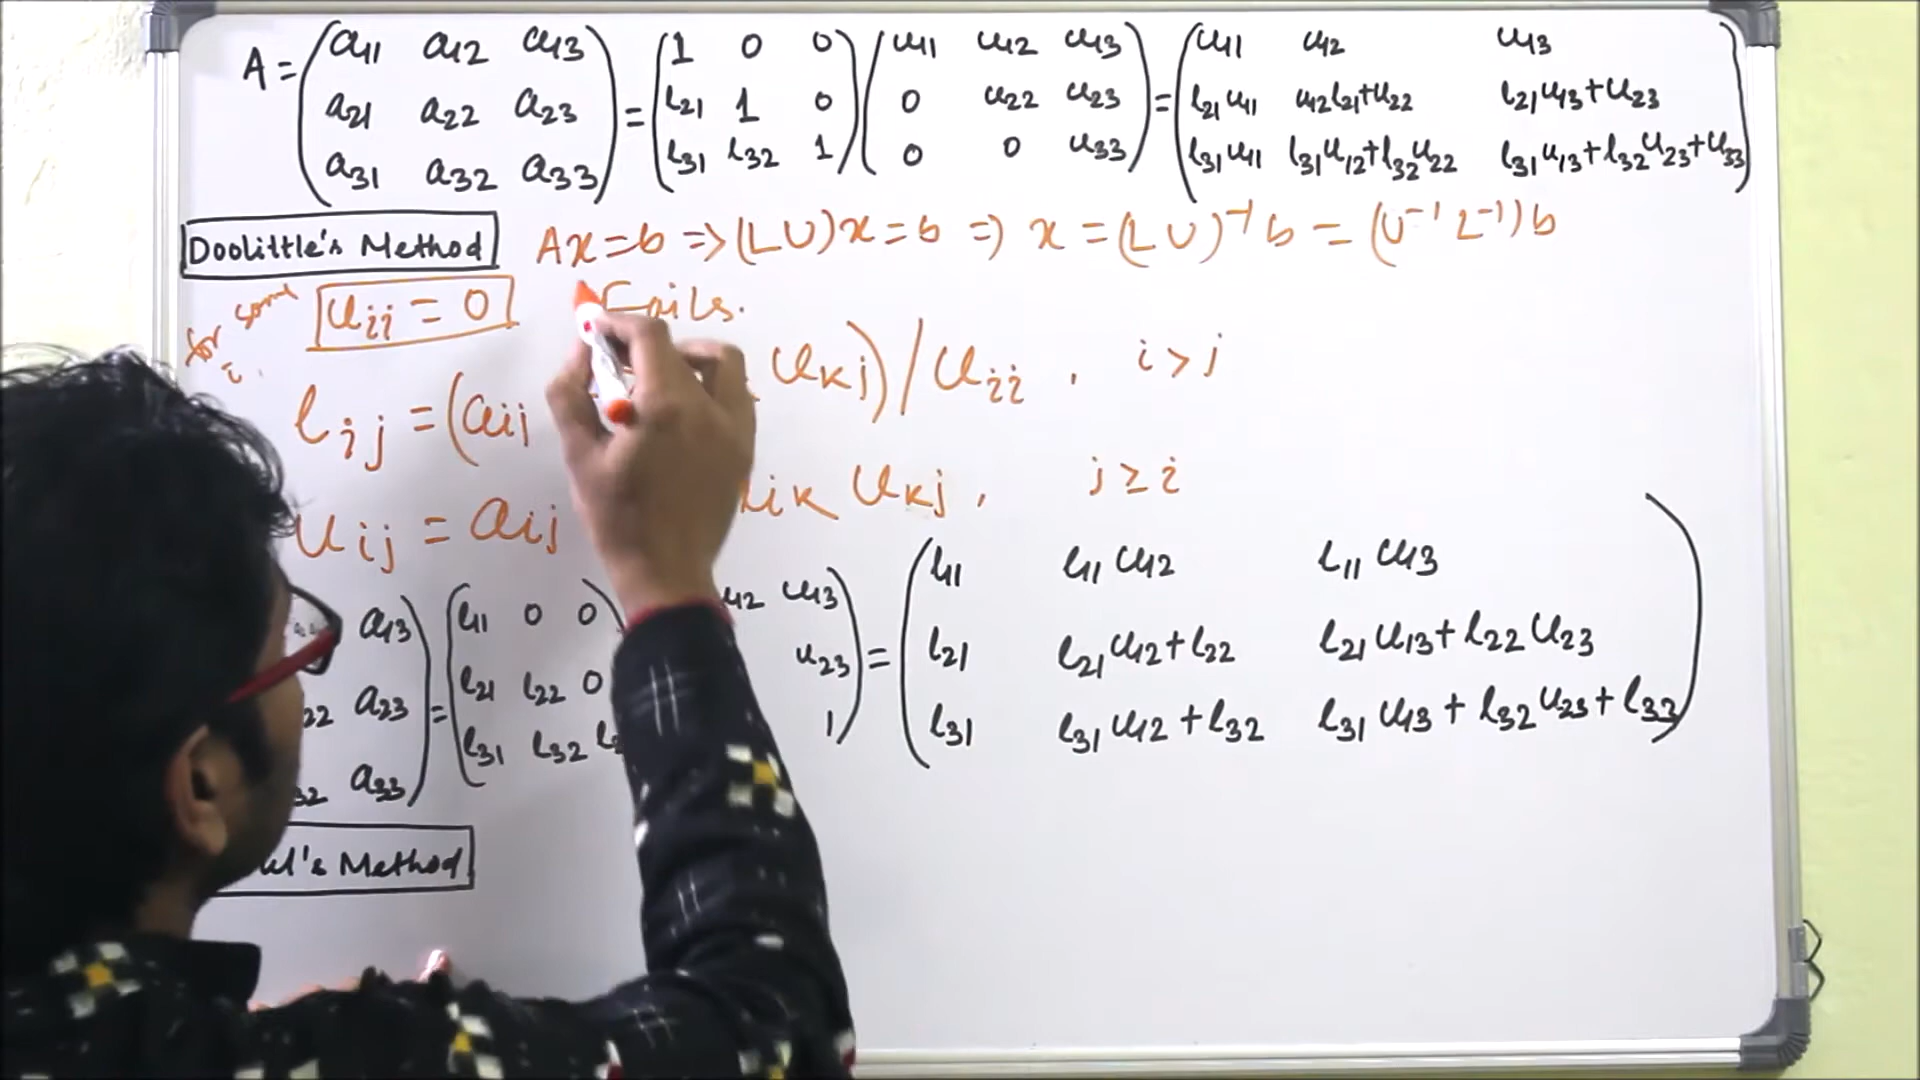 A = ( a11 a12 a13 ) = ( 1 0 0 ) ( u11 u12 u13 ) = ( u11 u12 u13 )
a21 a22 a23 l21 1 0 0 u22 u23 l21u11 u12l21+u22 l21u13+u23
a31 a32 a33 l31 l32 1 0 0 u33 l31u11 l31u12+l32u22 l31u13+l32u23+u33
Doolittle's Method Ax = b => (LU)x = b => x = (LU)⁻¹b = (U⁻¹L⁻¹)b
for some i. uii = 0 Fails.
lij = (aij ukj)/uii , i > j
uij = aij lik ukj , j ≥ i
a13 ) = ( l11 0 0 ) u13 ) = ( l11 l11u12 l11u13 )
a23 l21 l22 0 u23 l21 l21u12+l22 l21u13+l22u23
a33 l31 l32 1 l31 l31u12+l32 l31u13+l32u23+l33
Method